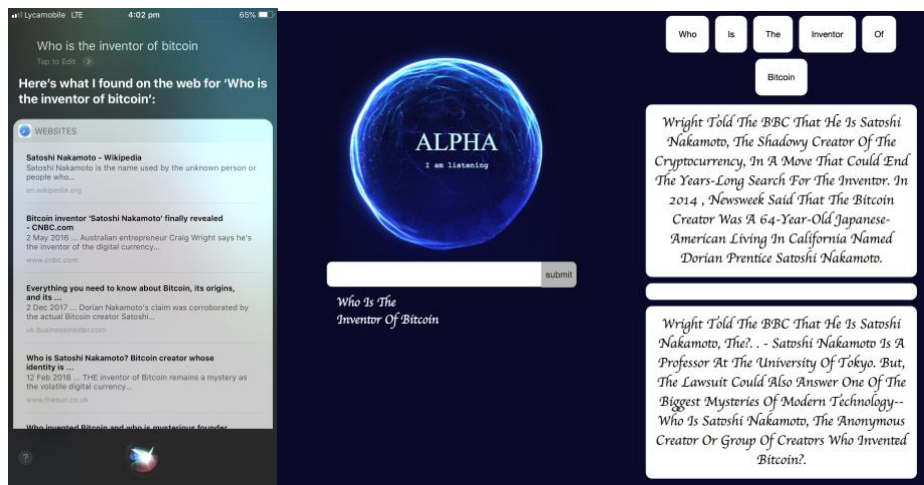 Lycamobile LTE 4:02 pm 65%
Who is the inventor of bitcoin
Tap to Edit
Here's what I found on the web for 'Who is
the inventor of bitcoin':
WEBSITES
Satoshi Nakamoto - Wikipedia
Satoshi Nakamoto is the name used by the unknown person or
people who...
en.wikipedia.org
Bitcoin inventor 'Satoshi Nakamoto' finally revealed
- CNBC.com
2 May 2016 ... Australian entrepreneur Craig Wright says he's
the inventor of the digital currency...
www.cnbc.com
Everything you need to know about Bitcoin, its origins,
and its ...
2 Dec 2017 ... Dorian Nakamoto's claim was corroborated by
the actual Bitcoin creator Satoshi...
uk.businessinsider.com
Who is Satoshi Nakamoto? Bitcoin creator whose
identity is ...
12 Feb 2018 ... THE inventor of Bitcoin remains a mystery as
the volatile digital currency...
www.thesun.co.uk
Who invented Bitcoin and who is mysterious founder
?
ALPHA
I am listening
submit
Who Is The
Inventor Of Bitcoin
Who Is The Inventor Of
Bitcoin
Wright Told The BBC That He Is Satoshi
Nakamoto, The Shadowy Creator Of The
Cryptocurrency, In A Move That Could End
The Years-Long Search For The Inventor. In
2014 , Newsweek Said That The Bitcoin
Creator Was A 64-Year-Old Japanese-
American Living In California Named
Dorian Prentice Satoshi Nakamoto.
Wright Told The BBC That He Is Satoshi
Nakamoto, The?. . - Satoshi Nakamoto Is A
Professor At The University Of Tokyo. But,
The Lawsuit Could Also Answer One Of The
Biggest Mysteries Of Modern Technology--
Who Is Satoshi Nakamoto, The Anonymous
Creator Or Group Of Creators Who Invented
Bitcoin?.